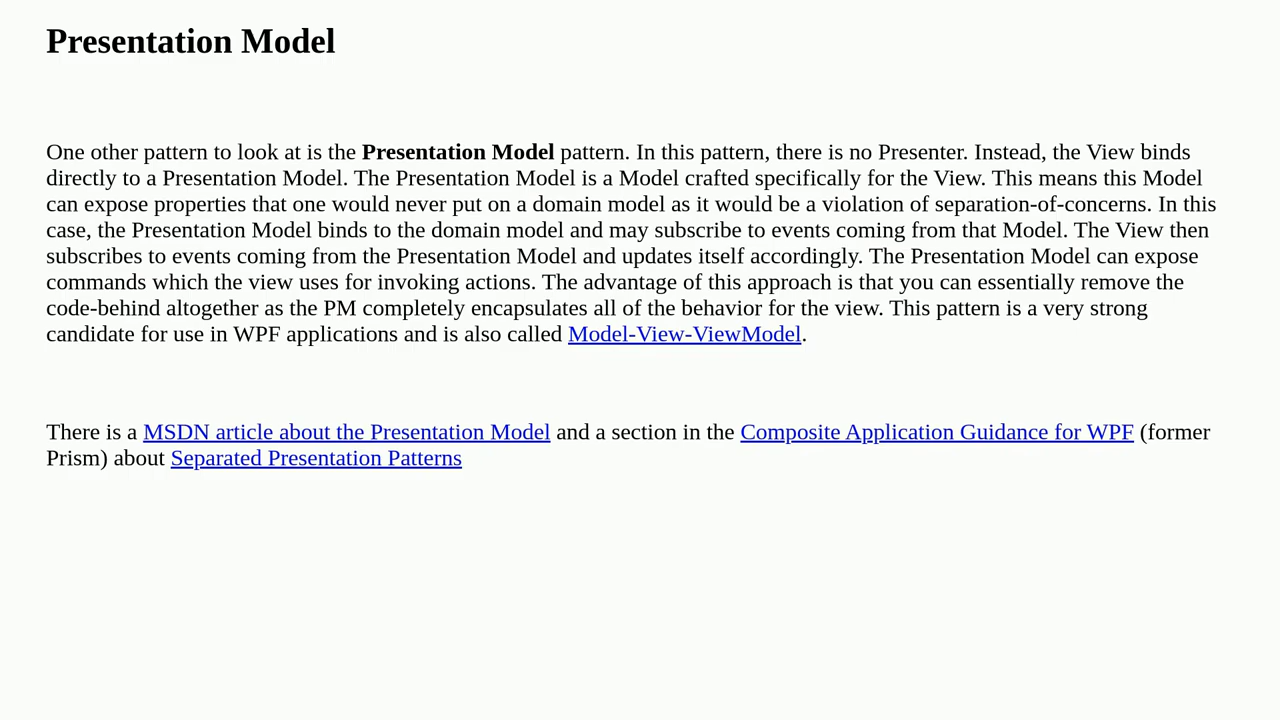 Presentation Model
One other pattern to look at is the Presentation Model pattern. In this pattern, there is no Presenter. Instead, the View binds
directly to a Presentation Model. The Presentation Model is a Model crafted specifically for the View. This means this Model
can expose properties that one would never put on a domain model as it would be a violation of separation-of-concerns. In this
case, the Presentation Model binds to the domain model and may subscribe to events coming from that Model. The View then
subscribes to events coming from the Presentation Model and updates itself accordingly. The Presentation Model can expose
commands which the view uses for invoking actions. The advantage of this approach is that you can essentially remove the
code-behind altogether as the PM completely encapsulates all of the behavior for the view. This pattern is a very strong
candidate for use in WPF applications and is also called Model-View-ViewModel.
There is a MSDN article about the Presentation Model and a section in the Composite Application Guidance for WPF (former
Prism) about Separated Presentation Patterns